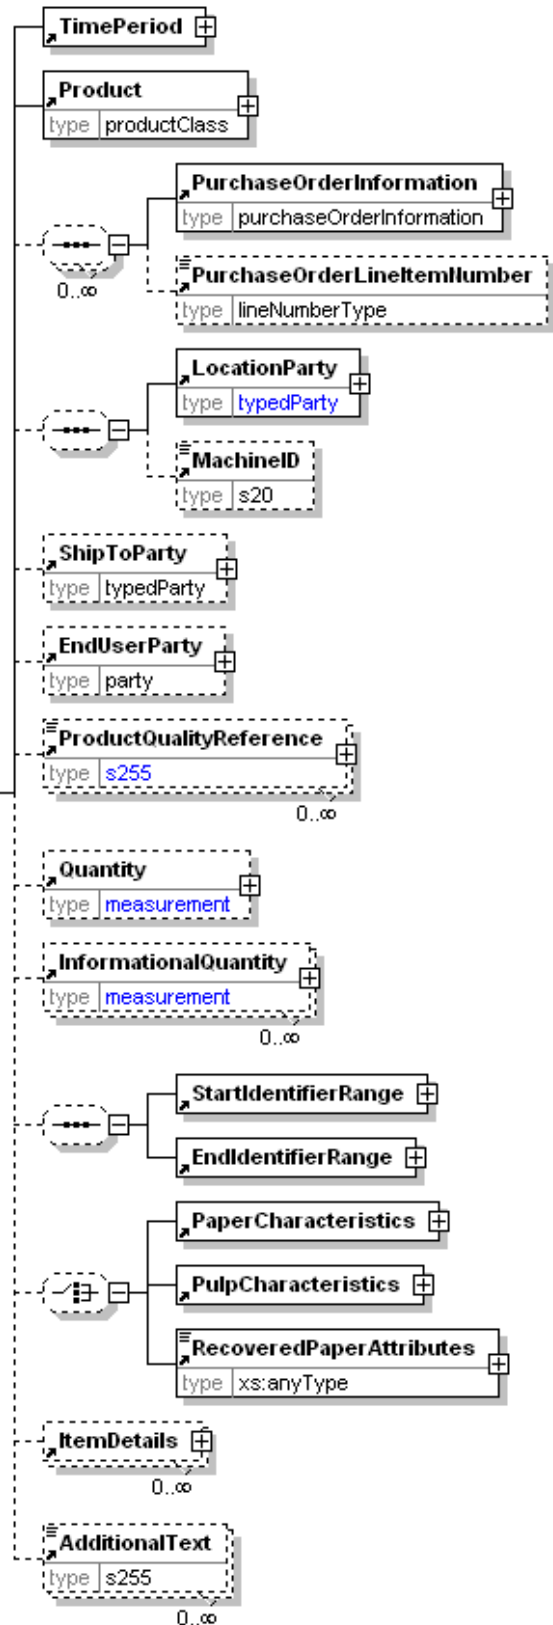 TimePeriod
Product
type productClass
PurchaseOrderInformation
type purchaseOrderInformation
0..∞
PurchaseOrderLineItemNumber
type lineNumberType
LocationParty
type typedParty
MachineID
type s20
ShipToParty
type typedParty
EndUserParty
type party
ProductQualityReference
type s255
0..∞
Quantity
type measurement
InformationalQuantity
type measurement
0..∞
StartIdentifierRange
EndIdentifierRange
PaperCharacteristics
PulpCharacteristics
RecoveredPaperAttributes
type xs:anyType
ItemDetails
0..∞
AdditionalText
type s255
0..∞